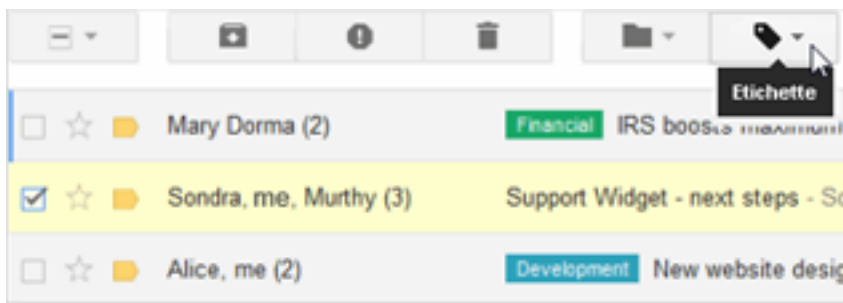 Etichette
Mary Dorma (2) Financial IRS boosts maximum
Sondra, me, Murthy (3) Support Widget - next steps - Sc
Alice, me (2) Development New website desig